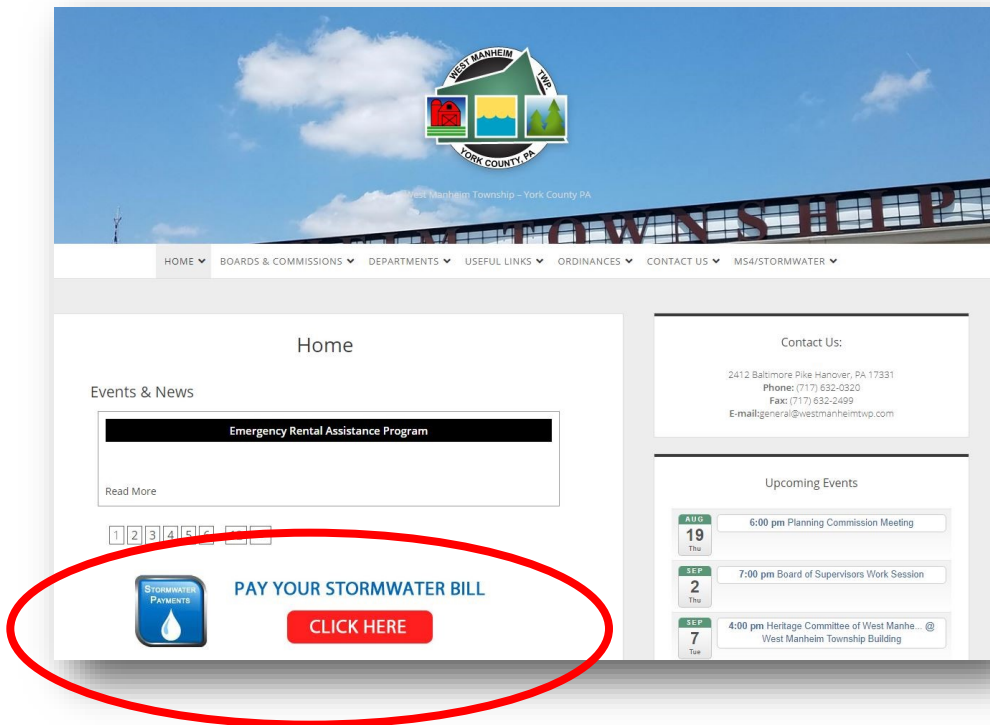 WEST MANHEIM TWP.
YORK COUNTY, PA
West Manheim Township – York County PA
TOWNSHIP
HOME BOARDS & COMMISSIONS DEPARTMENTS USEFUL LINKS ORDINANCES CONTACT US MS4/STORMWATER
Home
Events & News
Emergency Rental Assistance Program
Read More
1 2 3 4 5 6
STORMWATER
PAYMENTS
PAY YOUR STORMWATER BILL
CLICK HERE
Contact Us:
2412 Baltimore Pike Hanover, PA 17331
Phone: (717) 632-0320
Fax: (717) 632-2499
E-mail:general@westmanheimtwp.com
Upcoming Events
AUG
19
Thu
6:00 pm Planning Commission Meeting
SEP
2
Thu
7:00 pm Board of Supervisors Work Session
SEP
7
Tue
4:00 pm Heritage Committee of West Manhe... @
West Manheim Township Building